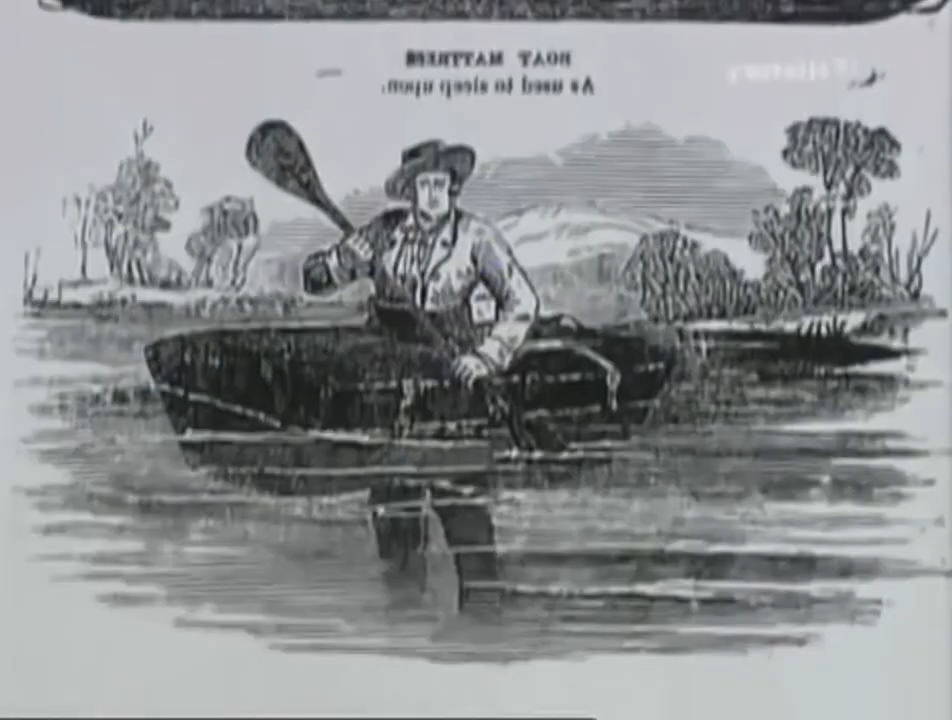 BOAT MATTRESS
As used to sleep upon.
History